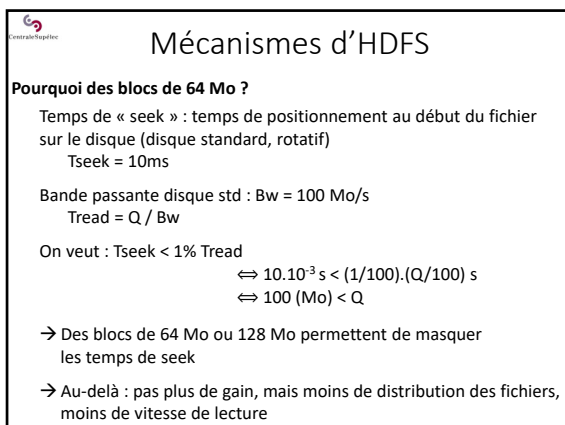 CentraleSupélec
Mécanismes d’HDFS
Pourquoi des blocs de 64 Mo ?
Temps de « seek » : temps de positionnement au début du fichier
sur le disque (disque standard, rotatif)
Tseek = 10ms
Bande passante disque std : Bw = 100 Mo/s
Tread = Q / Bw
On veut : Tseek < 1% Tread
⇔ 10.10⁻³ s < (1/100).(Q/100) s
⇔ 100 (Mo) < Q
→ Des blocs de 64 Mo ou 128 Mo permettent de masquer
les temps de seek
→ Au-delà : pas plus de gain, mais moins de distribution des fichiers,
moins de vitesse de lecture